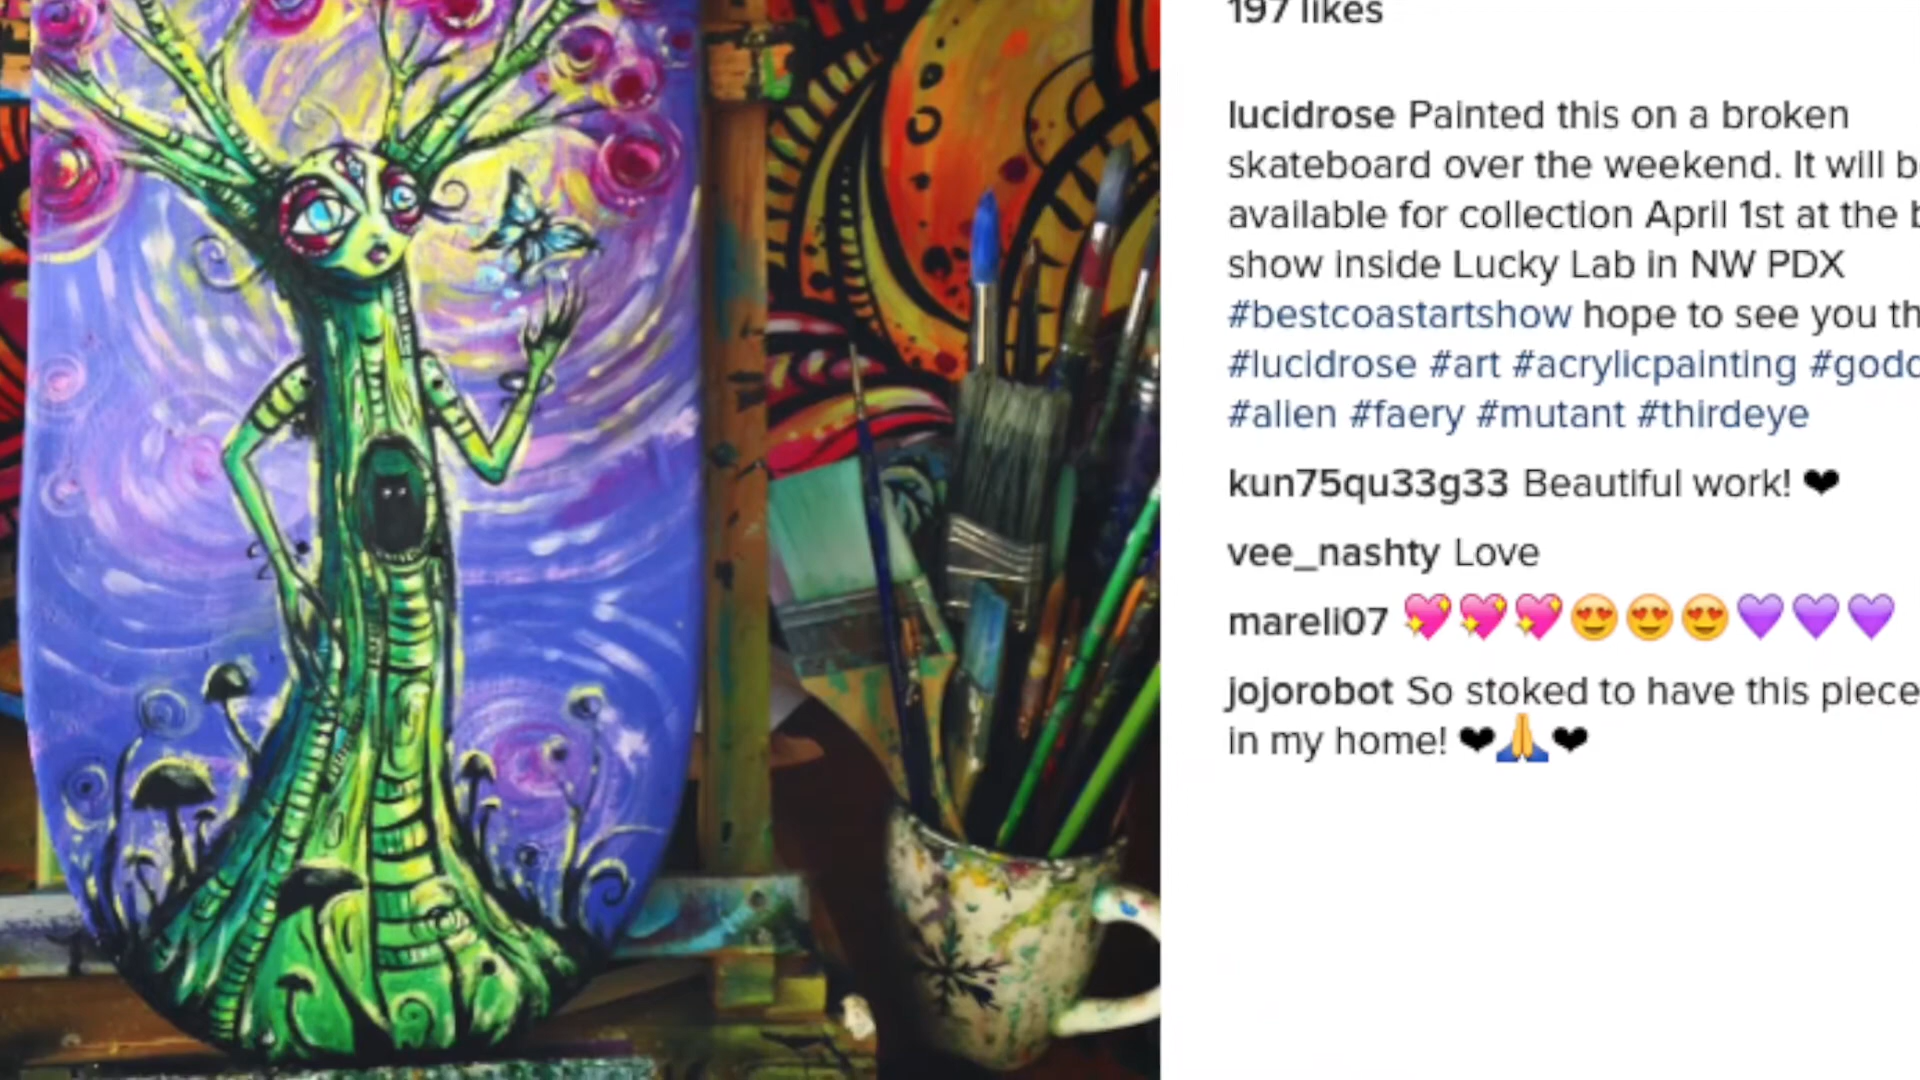 197 likes
lucidrose Painted this on a broken
skateboard over the weekend. It will
available for collection April 1st at the
show inside Lucky Lab in NW PDX
#bestcoastartshow hope to see you
#lucidrose #art #acrylicpainting
#alien #faery #mutant #thirdeye
kun75qu33g33 Beautiful work! ❤
vee_nashty Love
mareli07 💖💖💖😍😍😍💜💜💜
jojorobot So stoked to have this piece
in my home! ❤🙏❤